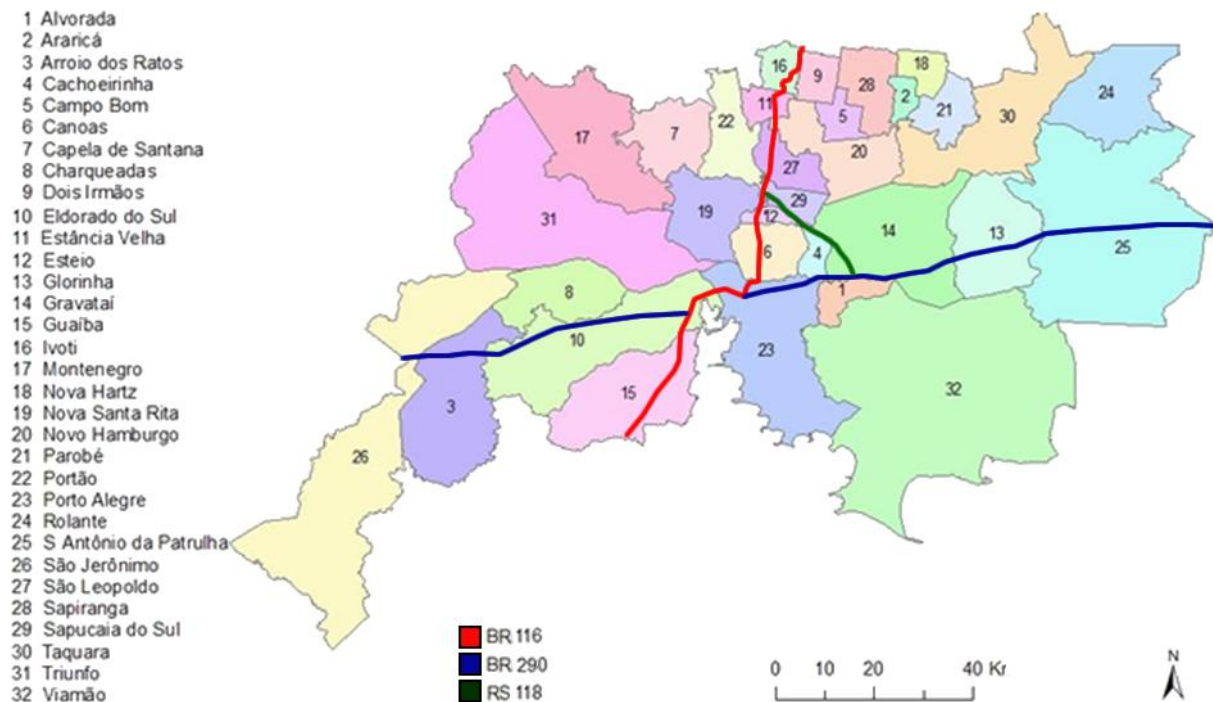 1 Alvorada
2 Araricá
3 Arroio dos Ratos
4 Cachoeirinha
5 Campo Bom
6 Canoas
7 Capela de Santana
8 Charqueadas
9 Dois Irmãos
10 Eldorado do Sul
11 Estância Velha
12 Esteio
13 Glorinha
14 Gravataí
15 Guaíba
16 Ivoti
17 Montenegro
18 Nova Hartz
19 Nova Santa Rita
20 Novo Hamburgo
21 Parobé
22 Portão
23 Porto Alegre
24 Rolante
25 S Antônio da Patrulha
26 São Jerônimo
27 São Leopoldo
28 Sapiranga
29 Sapucaia do Sul
30 Taquara
31 Triunfo
32 Viamão
16
9
28
18
24
2
11
5
21
30
17
7
22
20
27
19
29
12
31
14
13
25
6
4
8
1
10
23
15
32
3
26
BR 116
BR 290
RS 118
0 10 20 40 Kr
N